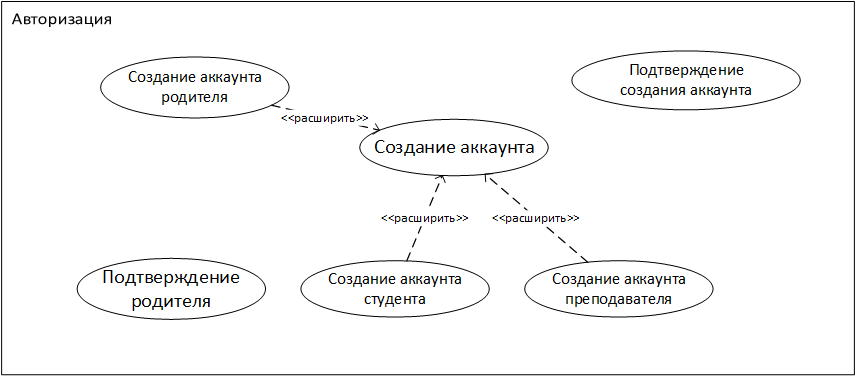 Авторизация
Создание аккаунта
родителя
Подтверждение
создания аккаунта
<<расширить>>
Создание аккаунта
<<расширить>>
<<расширить>>
Подтверждение
родителя
Создание аккаунта
студента
Создание аккаунта
преподавателя